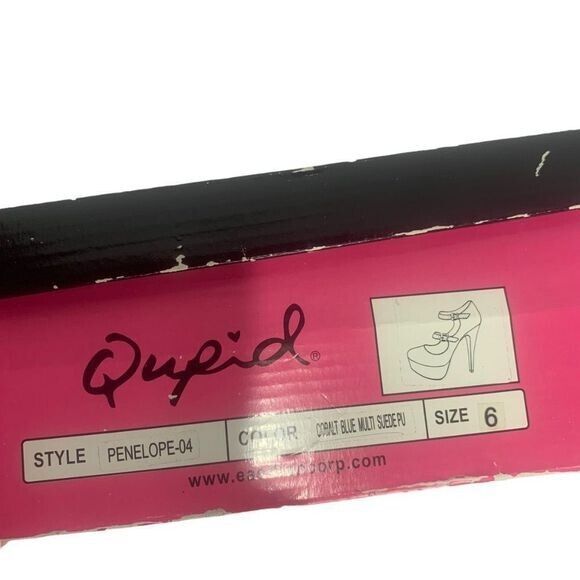 Qupid®
STYLE PENELOPE-04 COLOR COBALT BLUE MULTI SUEDE PU SIZE 6